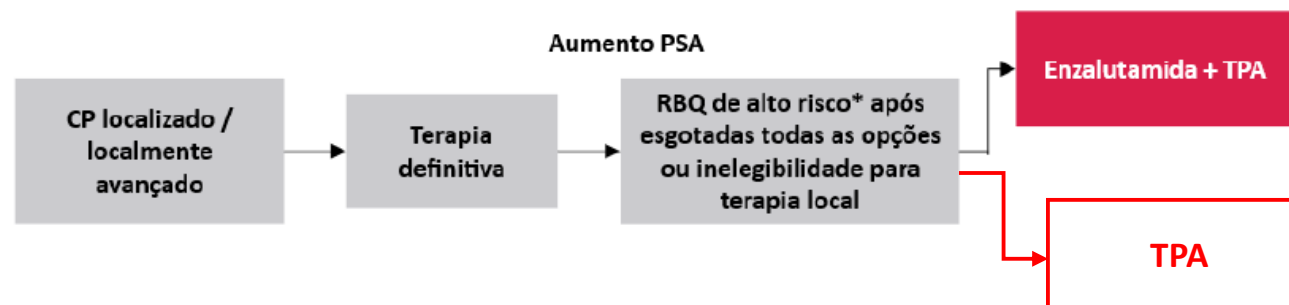 Aumento PSA
CP localizado /
localmente
avançado
Terapia
definitiva
RBQ de alto risco* após
esgotadas todas as opções
ou inelegibilidade para
terapia local
Enzalutamida + TPA
TPA